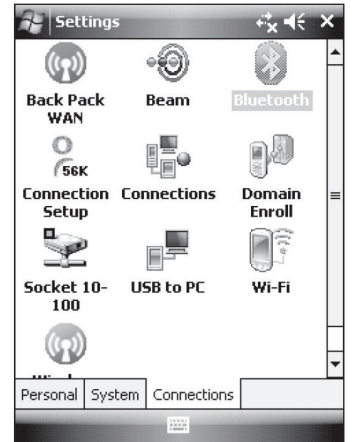 Settings
Back Pack Beam Bluetooth
WAN
56K
Connection Connections Domain
Setup Enroll
Socket 10- USB to PC Wi-Fi
100
Personal System Connections